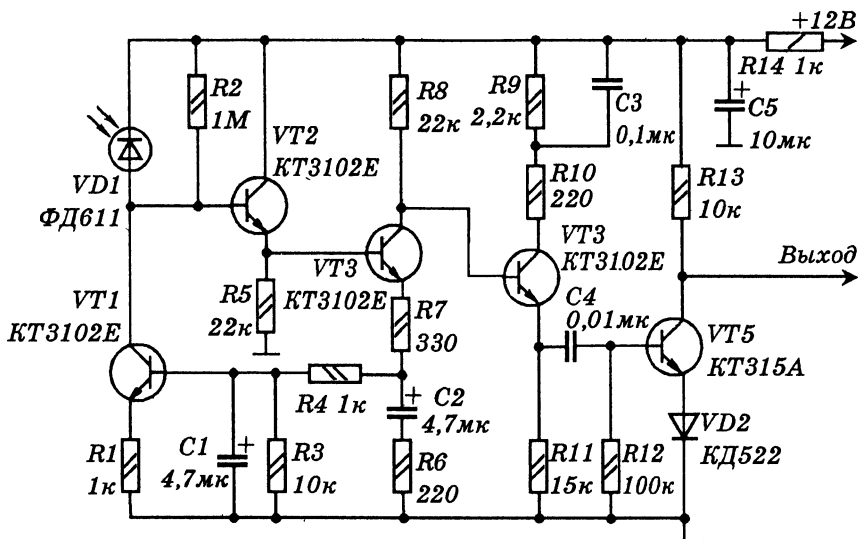 +12В
R14 1к
R2
1М
R8
22к
R9
2,2к
C3
0,1мк
+
C5
10мк
VT2
КТ3102Е
VD1
ФД611
R10
220
R13
10к
VT3
КТ3102Е
VT3
КТ3102Е
Выход
VT1
КТ3102Е
R5
22к
R7
330
C4
0,01мк
VT5
КТ315А
R4 1к
+
C2
4,7мк
VD2
КД522
R1
1к
C1
4,7мк
+
R3
10к
R6
220
R11
15к
R12
100к